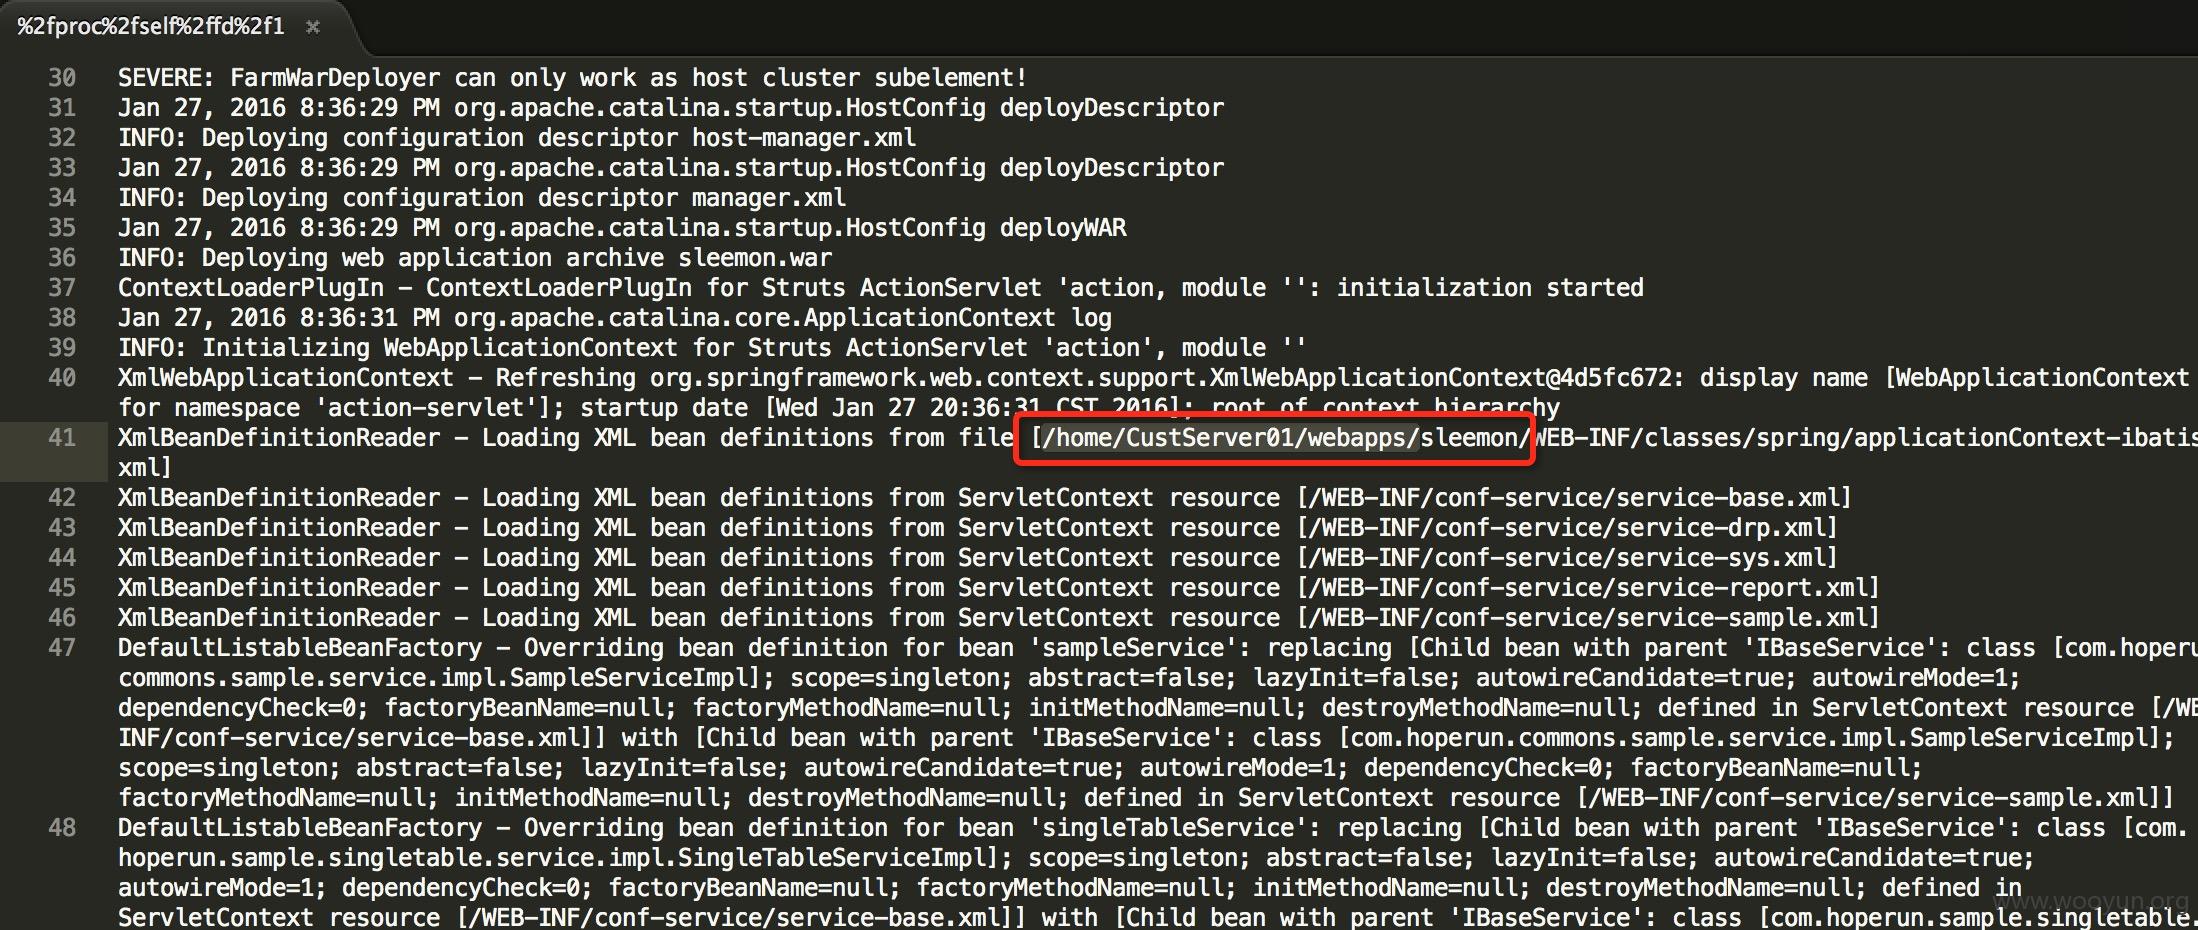 %2fproc%2fself%2ffd%2f1 ×
30 SEVERE: FarmWarDeployer can only work as host cluster subelement!
31 Jan 27, 2016 8:36:29 PM org.apache.catalina.startup.HostConfig deployDescriptor
32 INFO: Deploying configuration descriptor host-manager.xml
33 Jan 27, 2016 8:36:29 PM org.apache.catalina.startup.HostConfig deployDescriptor
34 INFO: Deploying configuration descriptor manager.xml
35 Jan 27, 2016 8:36:29 PM org.apache.catalina.startup.HostConfig deployWAR
36 INFO: Deploying web application archive sleemon.war
37 ContextLoaderPlugIn - ContextLoaderPlugIn for Struts ActionServlet 'action, module '': initialization started
38 Jan 27, 2016 8:36:31 PM org.apache.catalina.core.ApplicationContext log
39 INFO: Initializing WebApplicationContext for Struts ActionServlet 'action', module ''
40 XmlWebApplicationContext - Refreshing org.springframework.web.context.support.XmlWebApplicationContext@4d5fc672: display name [WebApplicationContext
for namespace 'action-servlet']; startup date [Wed Jan 27 20:36:31 CST 2016]; root of context hierarchy
41 XmlBeanDefinitionReader - Loading XML bean definitions from file [/home/CustServer01/webapps/sleemon/WEB-INF/classes/spring/applicationContext-ibatis
xml]
42 XmlBeanDefinitionReader - Loading XML bean definitions from ServletContext resource [/WEB-INF/conf-service/service-base.xml]
43 XmlBeanDefinitionReader - Loading XML bean definitions from ServletContext resource [/WEB-INF/conf-service/service-drp.xml]
44 XmlBeanDefinitionReader - Loading XML bean definitions from ServletContext resource [/WEB-INF/conf-service/service-sys.xml]
45 XmlBeanDefinitionReader - Loading XML bean definitions from ServletContext resource [/WEB-INF/conf-service/service-report.xml]
46 XmlBeanDefinitionReader - Loading XML bean definitions from ServletContext resource [/WEB-INF/conf-service/service-sample.xml]
47 DefaultListableBeanFactory - Overriding bean definition for bean 'sampleService': replacing [Child bean with parent 'IBaseService': class [com.hoperun
commons.sample.service.impl.SampleServiceImpl]; scope=singleton; abstract=false; lazyInit=false; autowireCandidate=true; autowireMode=1;
dependencyCheck=0; factoryBeanName=null; factoryMethodName=null; initMethodName=null; destroyMethodName=null; defined in ServletContext resource [/WE
INF/conf-service/service-base.xml]] with [Child bean with parent 'IBaseService': class [com.hoperun.commons.sample.service.impl.SampleServiceImpl];
scope=singleton; abstract=false; lazyInit=false; autowireCandidate=true; autowireMode=1; dependencyCheck=0; factoryBeanName=null;
factoryMethodName=null; initMethodName=null; destroyMethodName=null; defined in ServletContext resource [/WEB-INF/conf-service/service-sample.xml]]
48 DefaultListableBeanFactory - Overriding bean definition for bean 'singleTableService': replacing [Child bean with parent 'IBaseService': class [com.
hoperun.sample.singletable.service.impl.SingleTableServiceImpl]; scope=singleton; abstract=false; lazyInit=false; autowireCandidate=true;
autowireMode=1; dependencyCheck=0; factoryBeanName=null; factoryMethodName=null; initMethodName=null; destroyMethodName=null; defined in
ServletContext resource [/WEB-INF/conf-service/service-base.xml]] with [Child bean with parent 'IBaseService': class [com.hoperun.sample.singletable.
www.wooyun.org